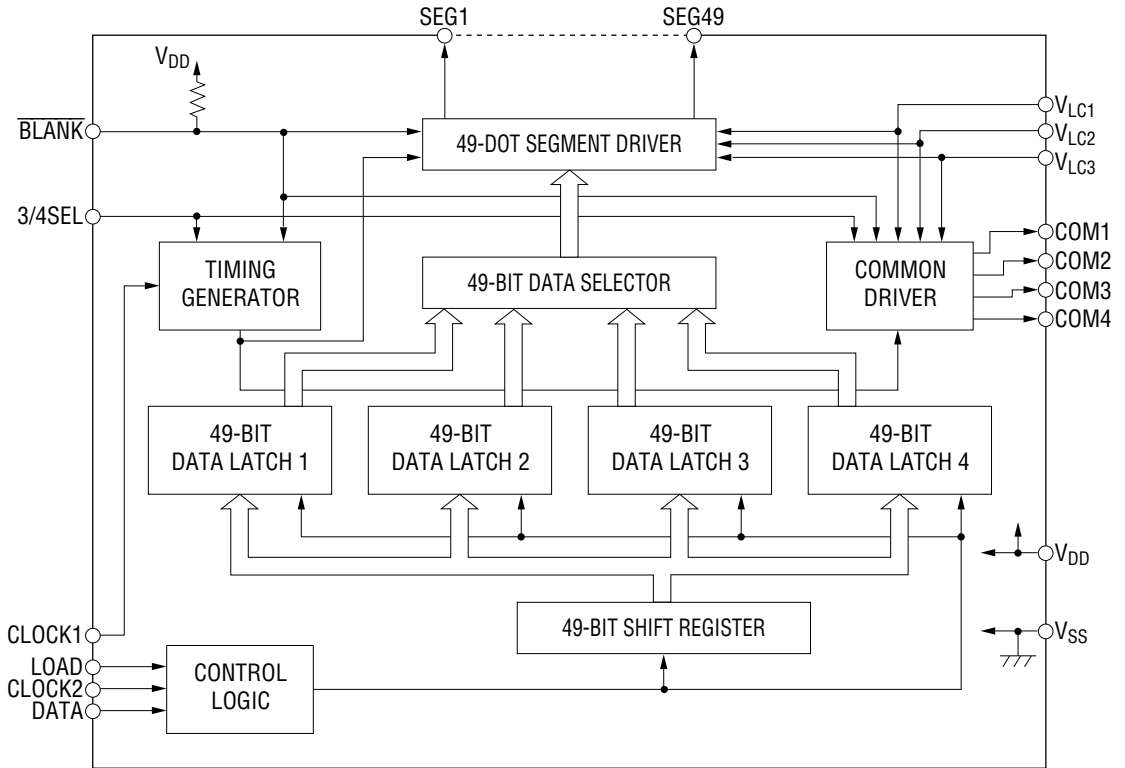 SEG1 SEG49
VDD
BLANK
VLC1
VLC2
VLC3
49-DOT SEGMENT DRIVER
3/4SEL
TIMING
GENERATOR
49-BIT DATA SELECTOR
COMMON
DRIVER
COM1
COM2
COM3
COM4
49-BIT
DATA LATCH 1
49-BIT
DATA LATCH 2
49-BIT
DATA LATCH 3
49-BIT
DATA LATCH 4
VDD
49-BIT SHIFT REGISTER
VSS
CLOCK1
LOAD
CLOCK2
DATA
CONTROL
LOGIC